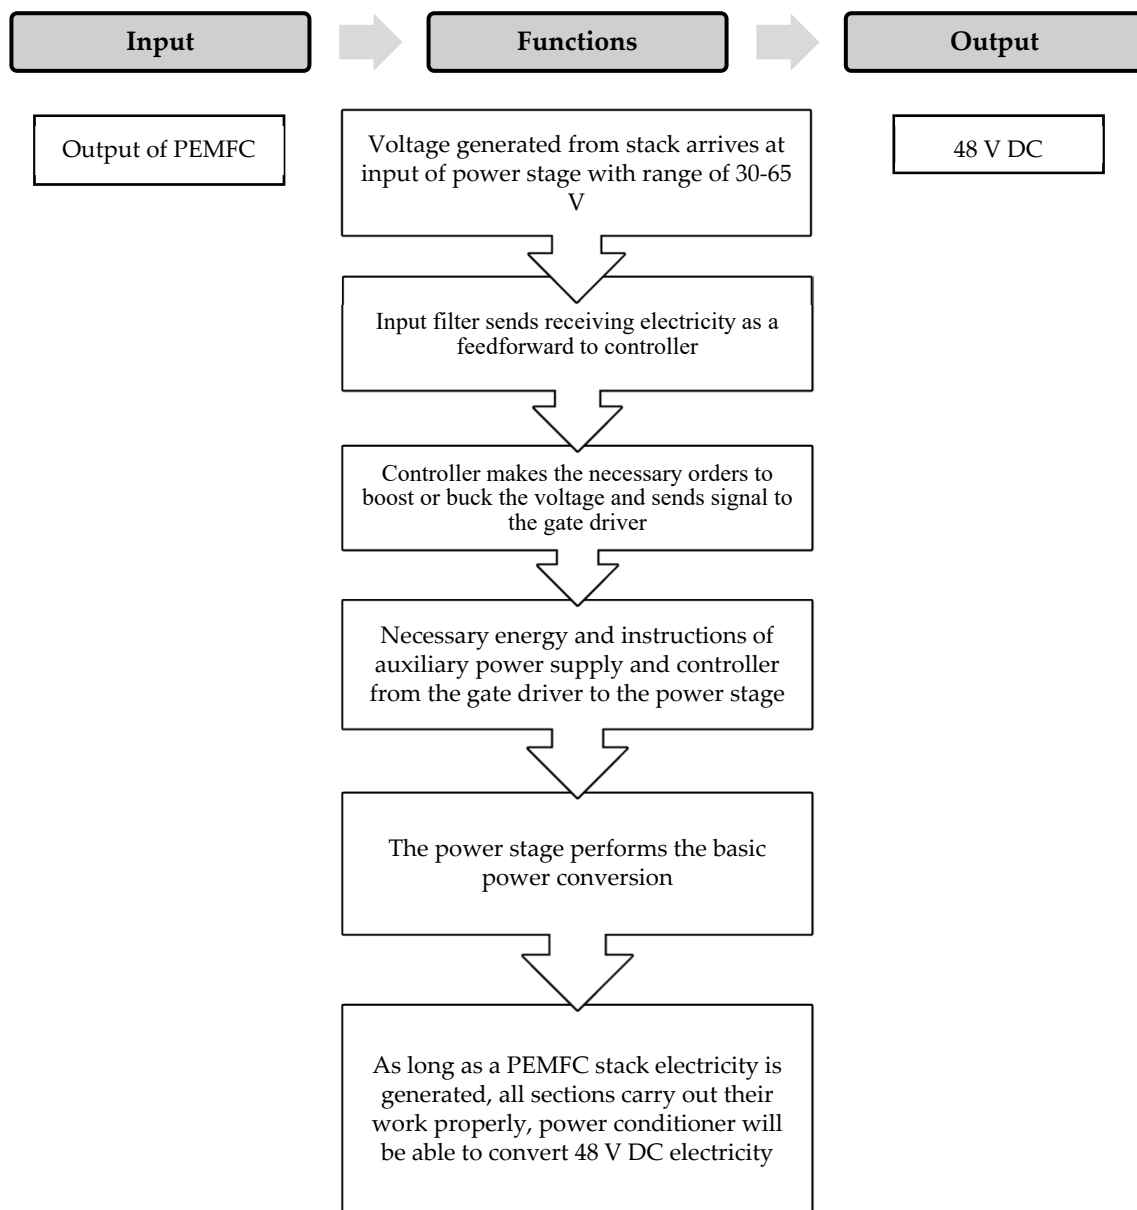 Input
Functions
Output
Output of PEMFC
Voltage generated from stack arrives at
input of power stage with range of 30-65
V
48 V DC
Input filter sends receiving electricity as a
feedforward to controller
Controller makes the necessary orders to
boost or buck the voltage and sends signal to
the gate driver
Necessary energy and instructions of
auxiliary power supply and controller
from the gate driver to the power stage
The power stage performs the basic
power conversion
As long as a PEMFC stack electricity is
generated, all sections carry out their
work properly, power conditioner will
be able to convert 48 V DC electricity